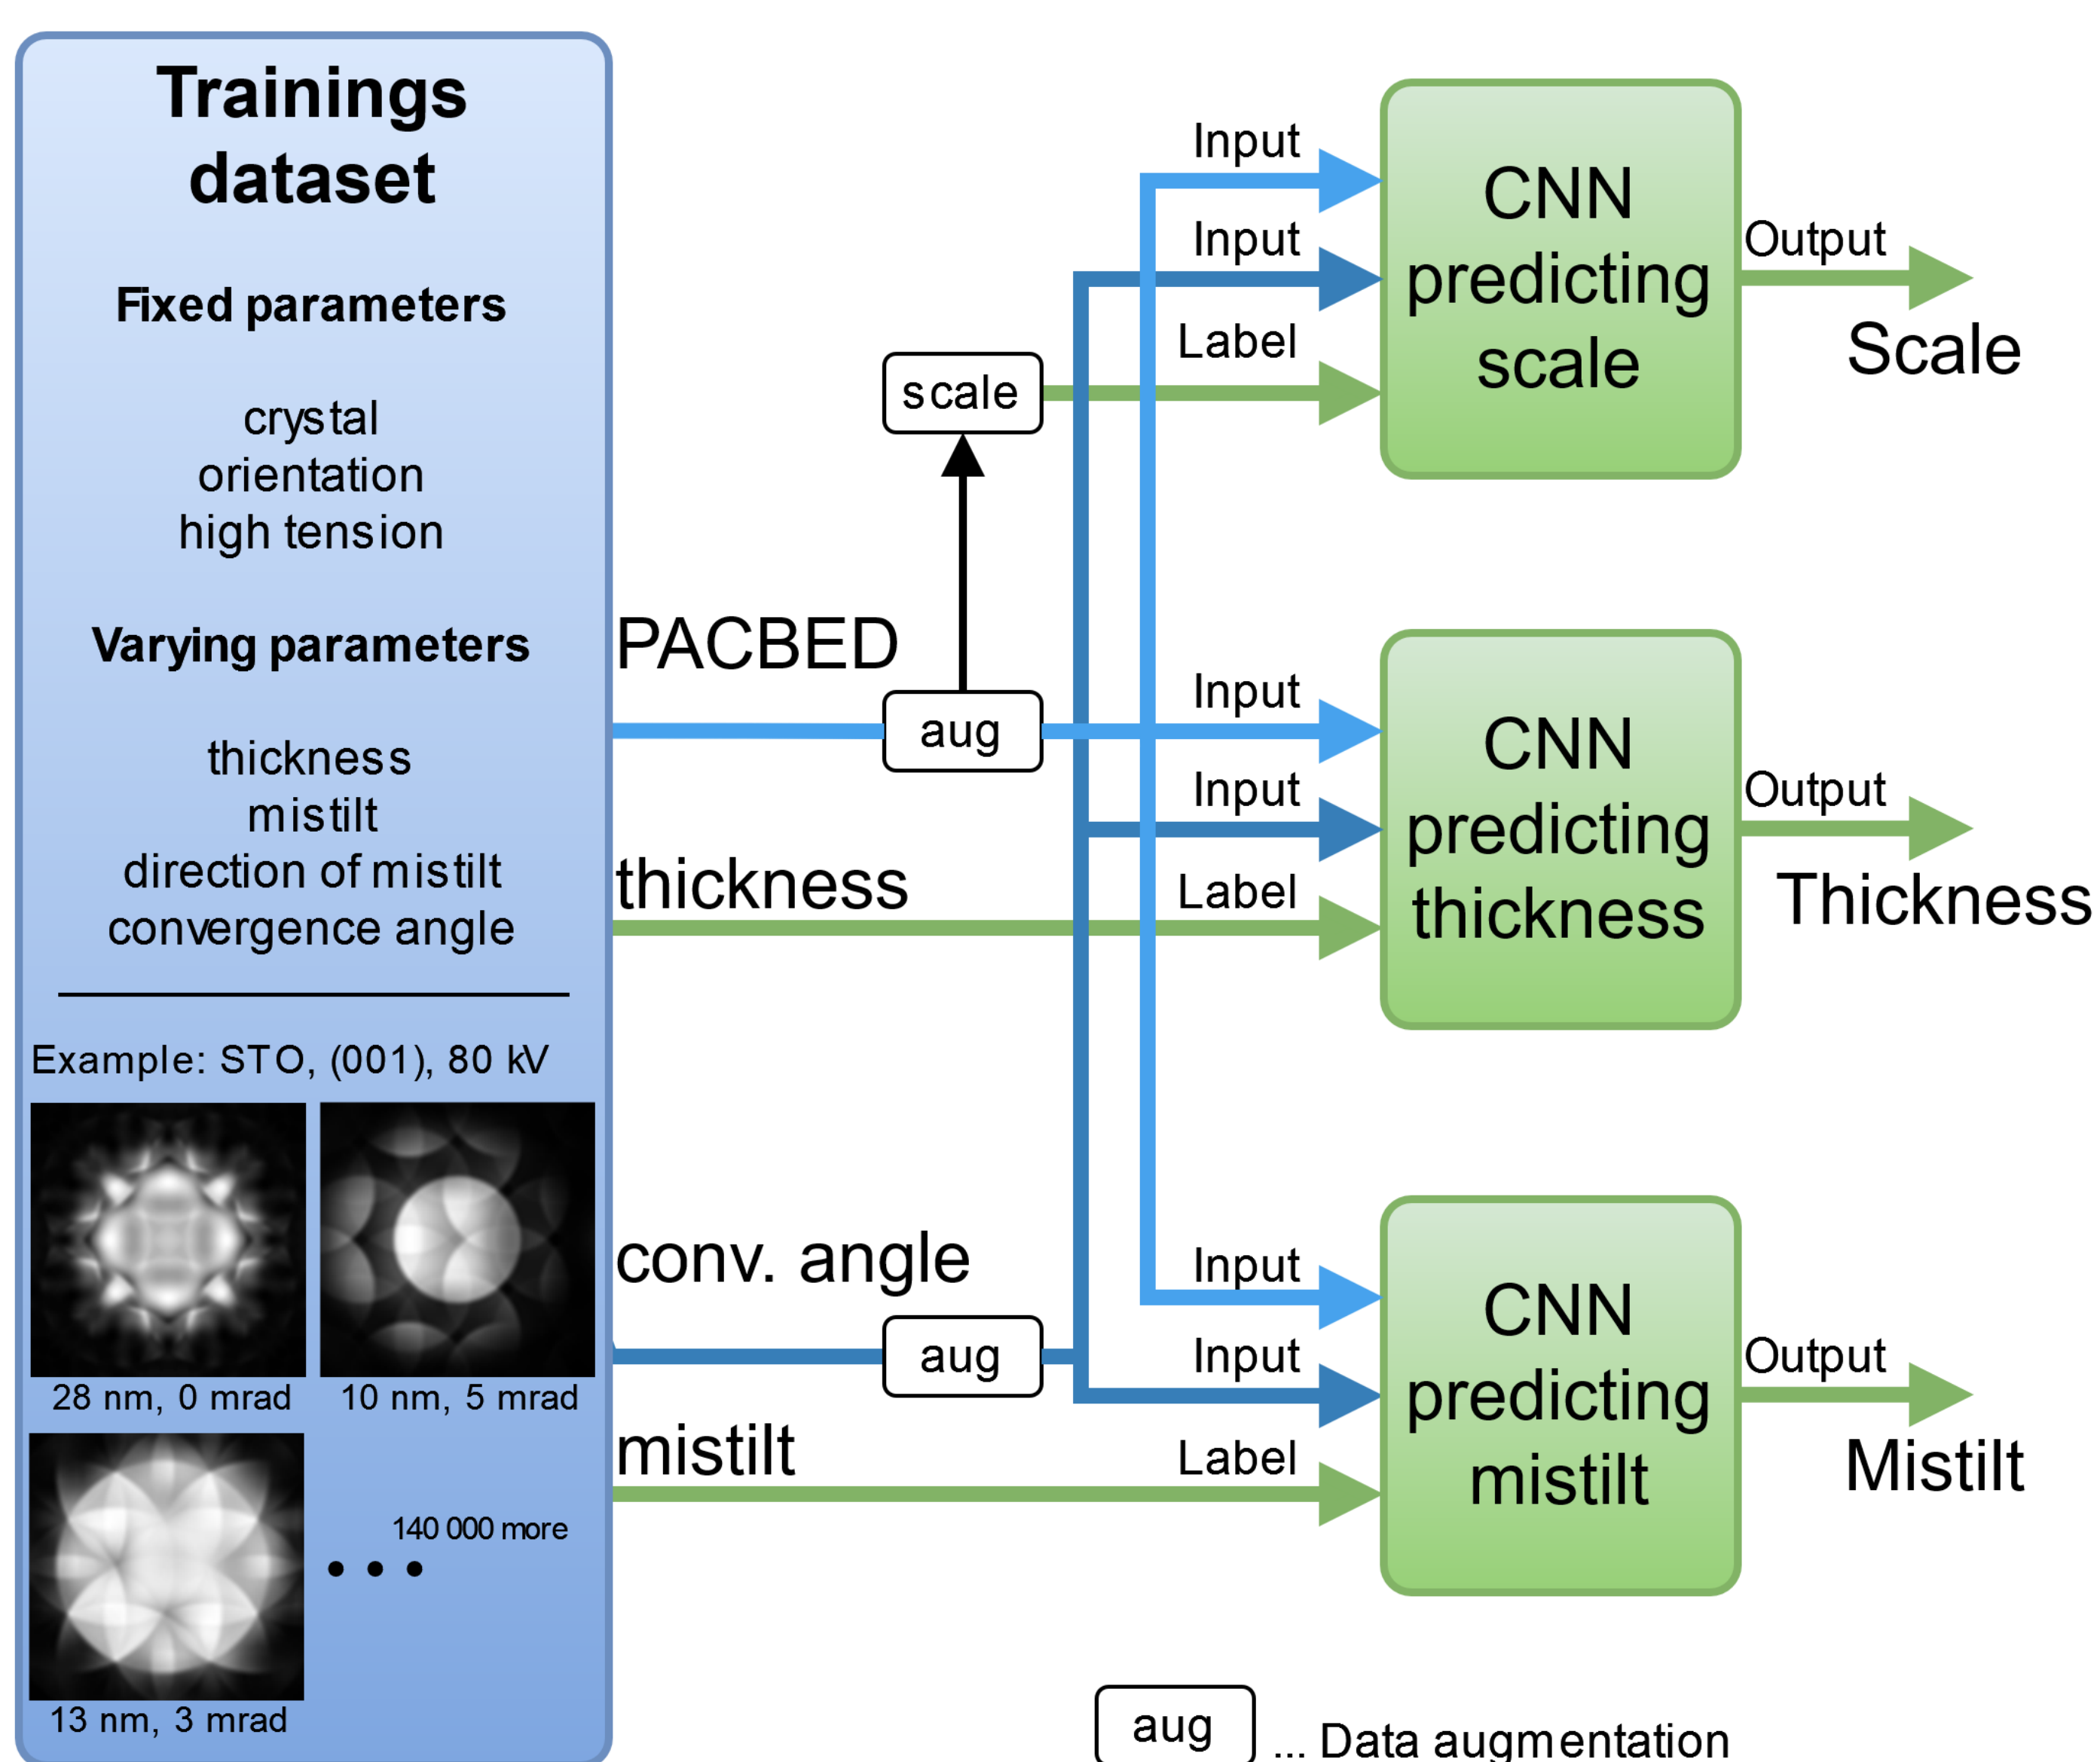 Trainings
dataset
Fixed parameters
crystal
orientation
high tension
Varying parameters
thickness
mistilt
direction of mistilt
convergence angle
Example: STO, (001), 80 kV
28 nm, 0 mrad
10 nm, 5 mrad
13 nm, 3 mrad
140 000 more
PACBED
aug
scale
thickness
conv. angle
aug
mistilt
Input
Input
Label
CNN
predicting
scale
Output
Scale
Input
Input
Label
CNN
predicting
thickness
Output
Thickness
Input
Input
Label
CNN
predicting
mistilt
Output
Mistilt
aug ... Data augmentation